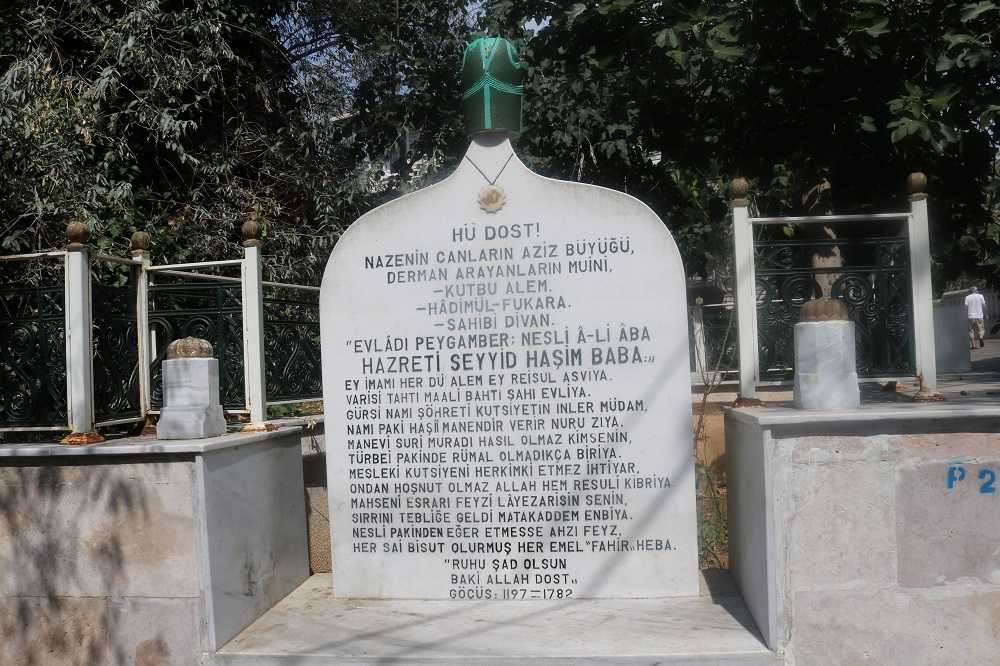 HÜ DOST!
NAZENİN CANLARIN AZİZ BÜYÜĞÜ,
DERMAN ARAYANLARIN MUİNİ,
-KUTBU ALEM.
-HÂDİMÜL-FUKARA.
-SAHİBİ DİVAN.
"EVLÂDI PEYGAMBER; NESLİ Â-Lİ ÂBA
HAZRETİ SEYYİD HAŞİM BABA:"
EY İMAMI HER DÜ ALEM EY REİSÜL ASVİYA.
VARİSİ TAHTI MAALİ BAHTI ŞAHI EVLİYA.
GÜRSİ NAMI ŞÖHRETİ KUTSİYETİN İNLER MÜDAM,
NAMI PAKİ HAŞİİ MANENDİR VERİR NURU ZİYA.
MANEVİ SURİ MURADI HASIL OLMAZ KİMSENİN,
TÜRBEİ PAKİNDE RÜMAL OLMADIKÇA BİRİYA.
MESLEKİ KUTSİYENİ HERKİMKİ ETMEZ İHTİYAR,
ONDAN HOŞNUT OLMAZ ALLAH HEM RESULİ KİBRİYA.
MAHSENİ ESRARI FEYZİ LÂYEZARİSİN SENİN,
SIRRINI TEBLİĞE GELDİ MATAKADDEM ENBİYA.
NESLİ PAKİNDEN EĞER ETMESSE AHZI FEYZ,
HER SAİ BİSUT OLURMUŞ HER EMEL "FAHİR" HEBA.
"RUHU ŞAD OLSUN
BAKİ ALLAH DOST"
GÖÇÜŞ: 1197=1782
P 2